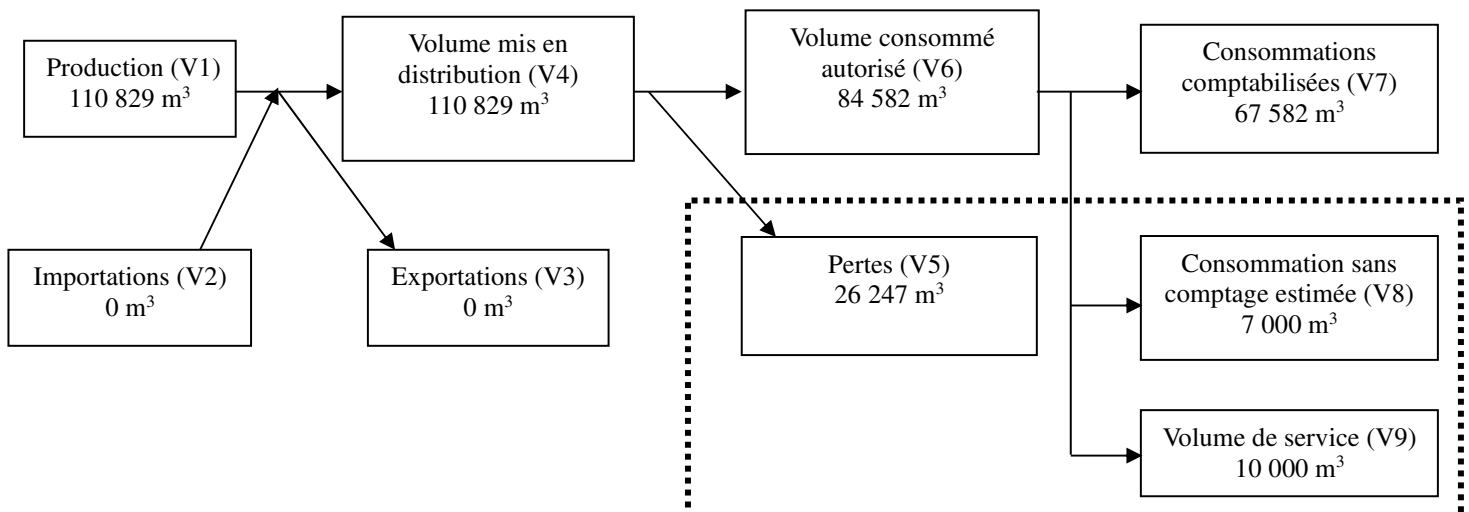 Production (V1)
110 829 m³
Volume mis en
distribution (V4)
110 829 m³
Volume consommé
autorisé (V6)
84 582 m³
Consommations
comptabilisées (V7)
67 582 m³
Importations (V2)
0 m³
Exportations (V3)
0 m³
Pertes (V5)
26 247 m³
Consommation sans
comptage estimée (V8)
7 000 m³
Volume de service (V9)
10 000 m³